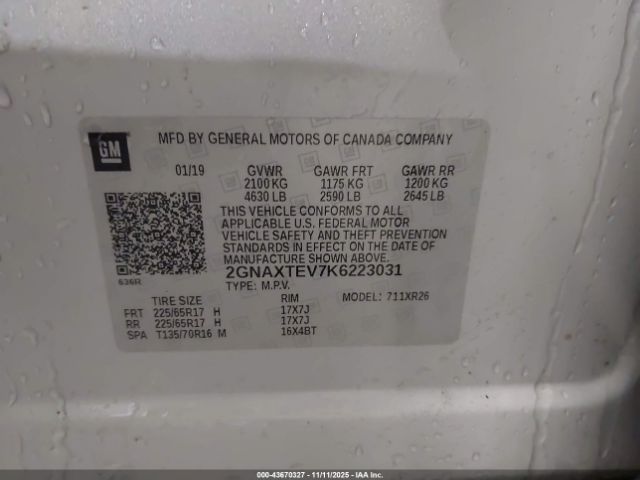 GM
MFD BY GENERAL MOTORS OF CANADA COMPANY
01/19 GVWR GAWR FRT GAWR RR
2100 KG 1175 KG 1200 KG
4630 LB 2590 LB 2645 LB
THIS VEHICLE CONFORMS TO ALL
APPLICABLE U.S. FEDERAL MOTOR
VEHICLE SAFETY AND THEFT PREVENTION
STANDARDS IN EFFECT ON THE DATE OF
MANUFACTURE SHOWN ABOVE.
636R
2GNAXTEV7K6223031
TYPE: M.P.V.
MODEL: 711XR26
TIRE SIZE RIM
FRT 225/65R17 H 17X7J
RR 225/65R17 H 17X7J
SPA T135/70R16 M 16X4BT
000-43670327 - 11/11/2025 - IAAI.COM